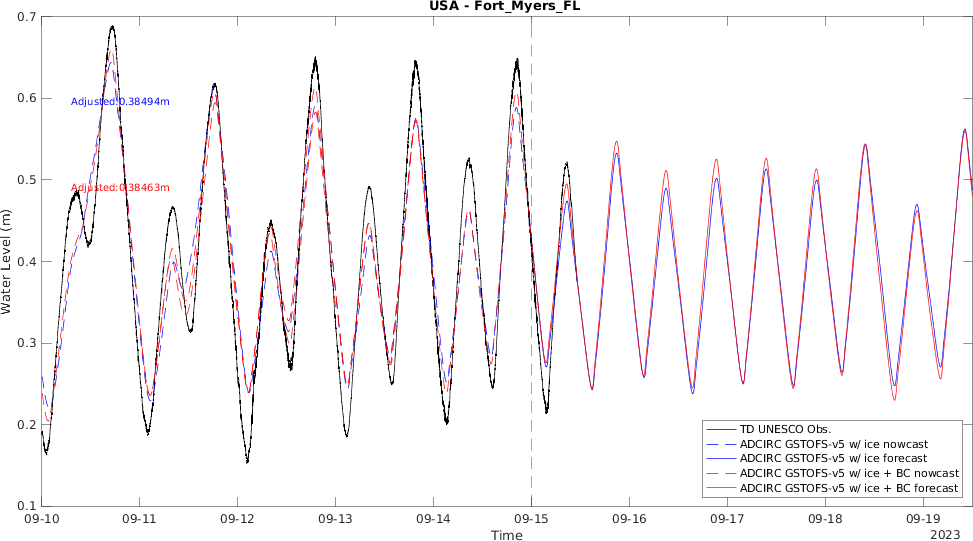 USA - Fort_Myers_FL
0.7
0.6
0.5
0.4
0.3
0.2
0.1
Water Level (m)
Adjusted:0.38494m
Adjusted:0.38463m
TD UNESCO Obs.
ADCIRC GSTOFS-v5 w/ ice nowcast
ADCIRC GSTOFS-v5 w/ ice forecast
ADCIRC GSTOFS-v5 w/ ice + BC nowcast
ADCIRC GSTOFS-v5 w/ ice + BC forecast
09-10 09-11 09-12 09-13 09-14 09-15 09-16 09-17 09-18 09-19
Time
2023